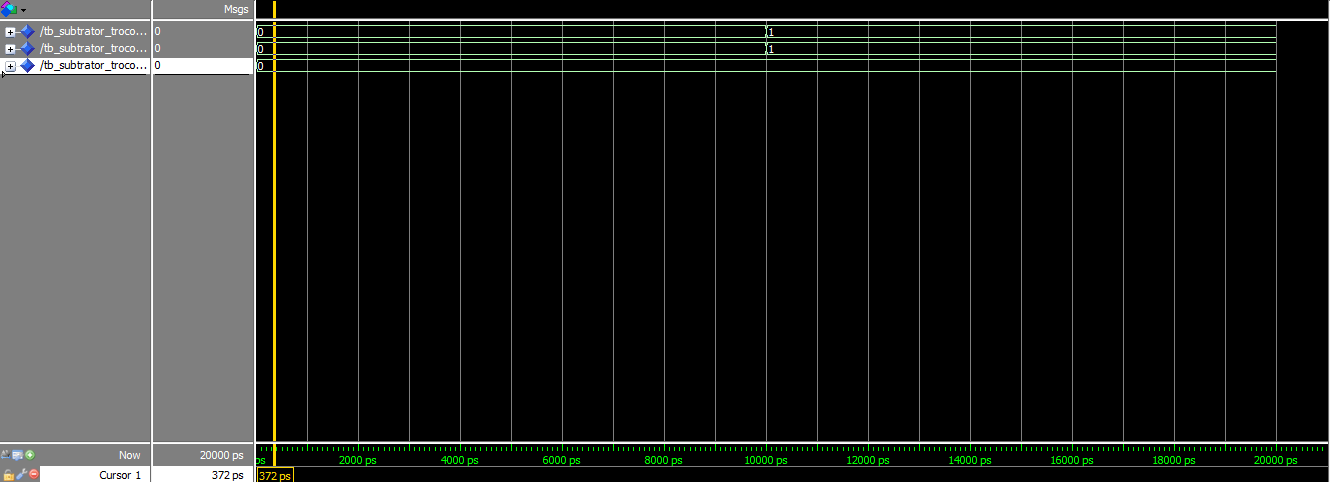 Msgs
/tb_subtrator_troco... 0 0 1
/tb_subtrator_troco... 0 0 1
/tb_subtrator_troco... 0 0
Now 20000 ps ps 2000 ps 4000 ps 6000 ps 8000 ps 10000 ps 12000 ps 14000 ps 16000 ps 18000 ps 20000 ps
Cursor 1 372 ps 372 ps